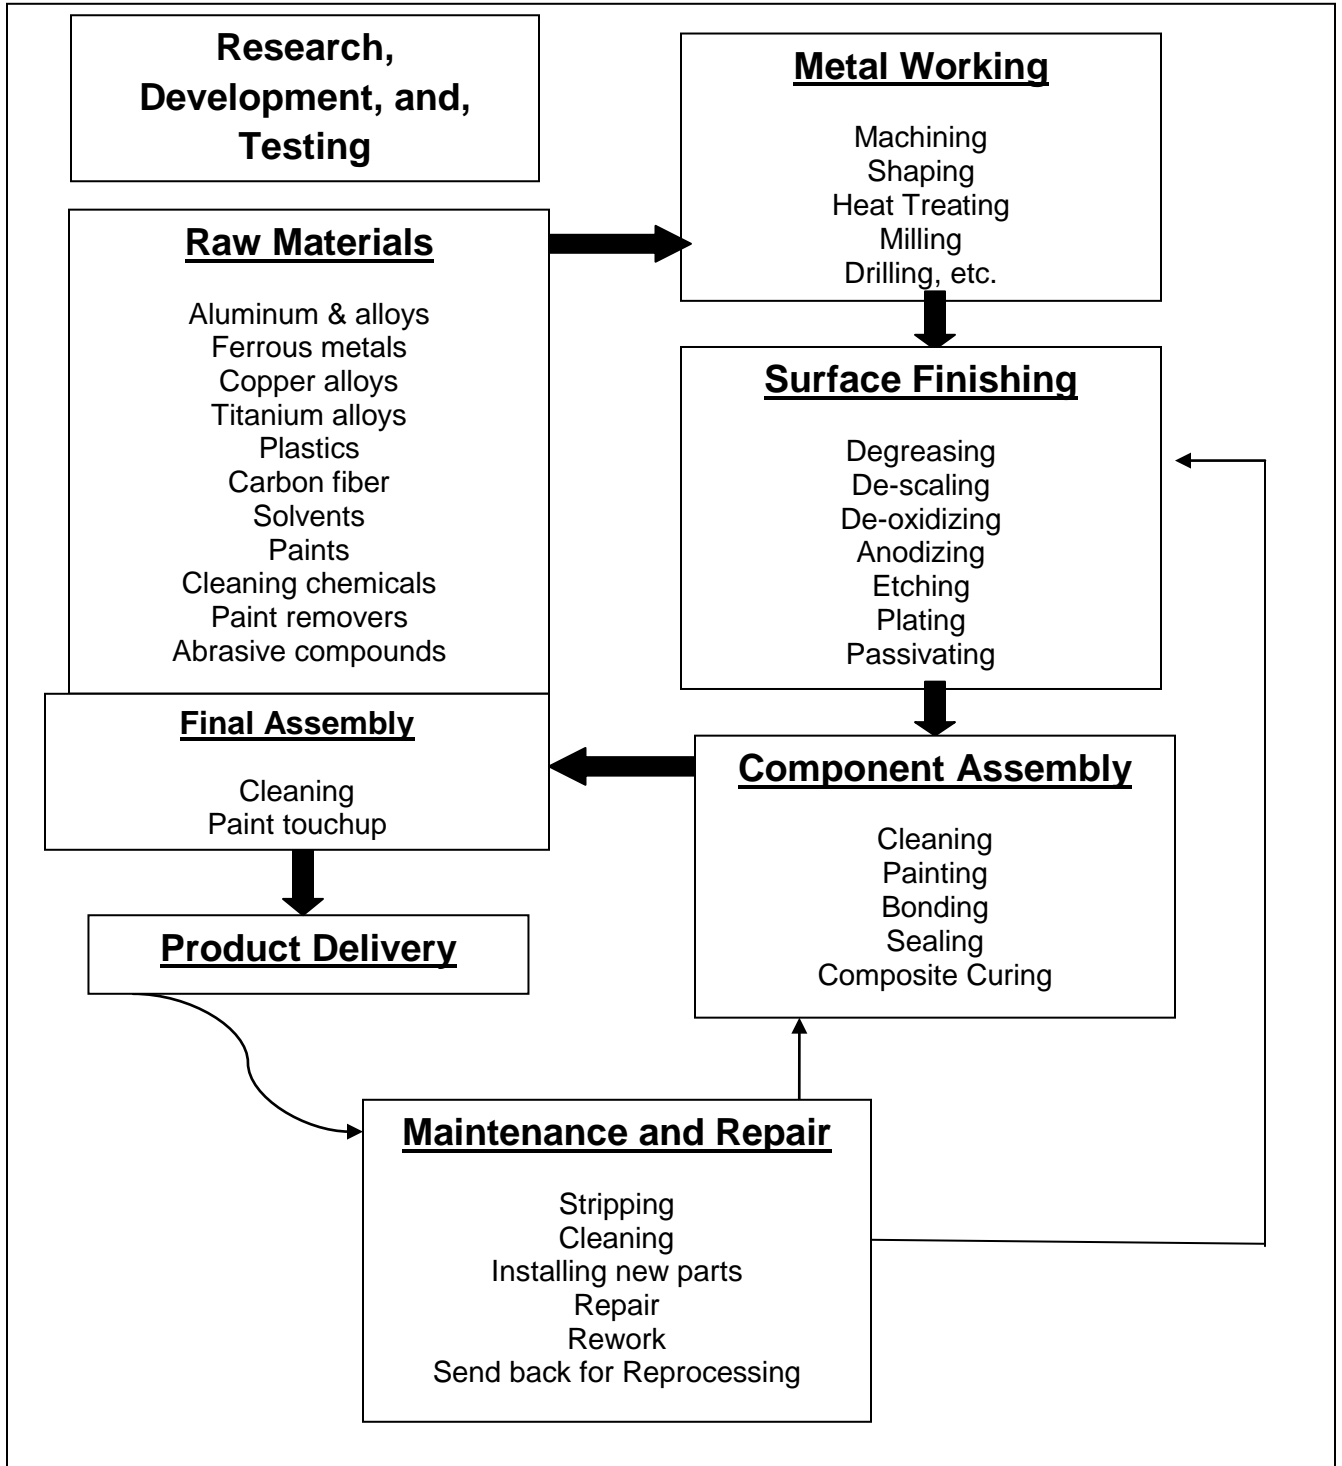 Research,
Development, and,
Testing
Raw Materials
Aluminum & alloys
Ferrous metals
Copper alloys
Titanium alloys
Plastics
Carbon fiber
Solvents
Paints
Cleaning chemicals
Paint removers
Abrasive compounds
Metal Working
Machining
Shaping
Heat Treating
Milling
Drilling, etc.
Surface Finishing
Degreasing
De-scaling
De-oxidizing
Anodizing
Etching
Plating
Passivating
Component Assembly
Cleaning
Painting
Bonding
Sealing
Composite Curing
Final Assembly
Cleaning
Paint touchup
Product Delivery
Maintenance and Repair
Stripping
Cleaning
Installing new parts
Repair
Rework
Send back for Reprocessing